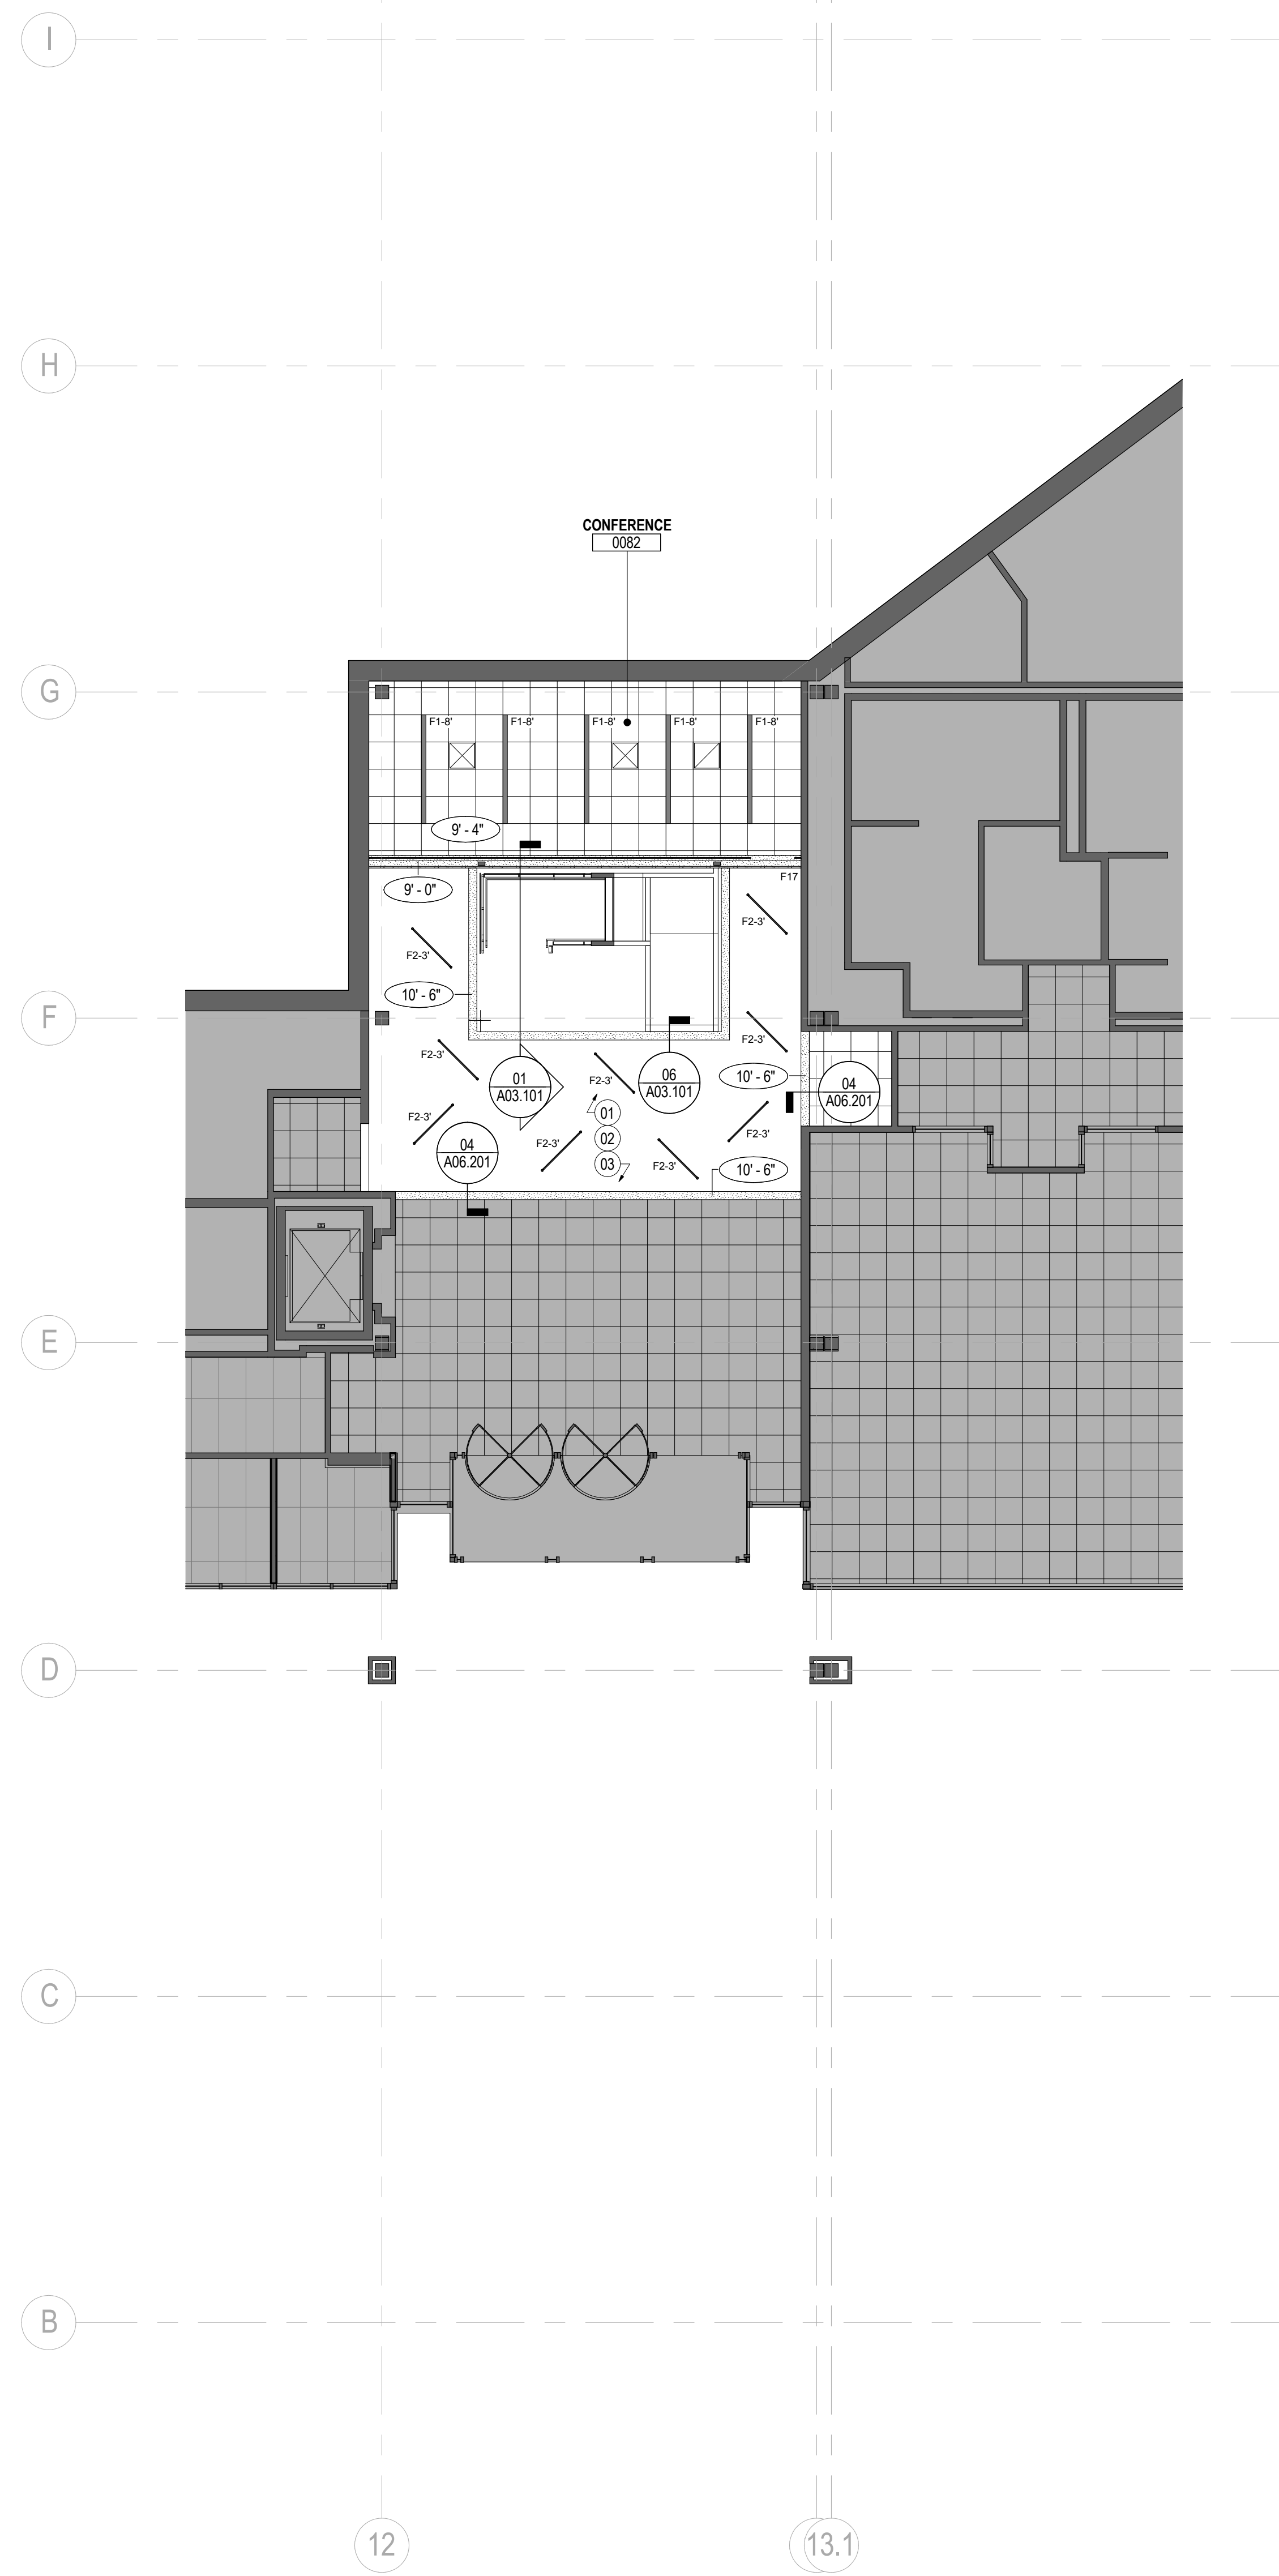 I
H
CONFERENCE
0082
G
F1-8'
F1-8'
F1-8'
F1-8'
F1-8'
9' - 4"
9' - 0"
F17
F2-3'
F2-3'
10' - 6"
F
F2-3'
F2-3'
F2-3'
10' - 6"
01
A03.101
06
A03.101
04
A06.201
01
F2-3'
F2-3'
F2-3'
02
04
A06.201
03
F2-3'
10' - 6"
E
D
C
B
12
13.1